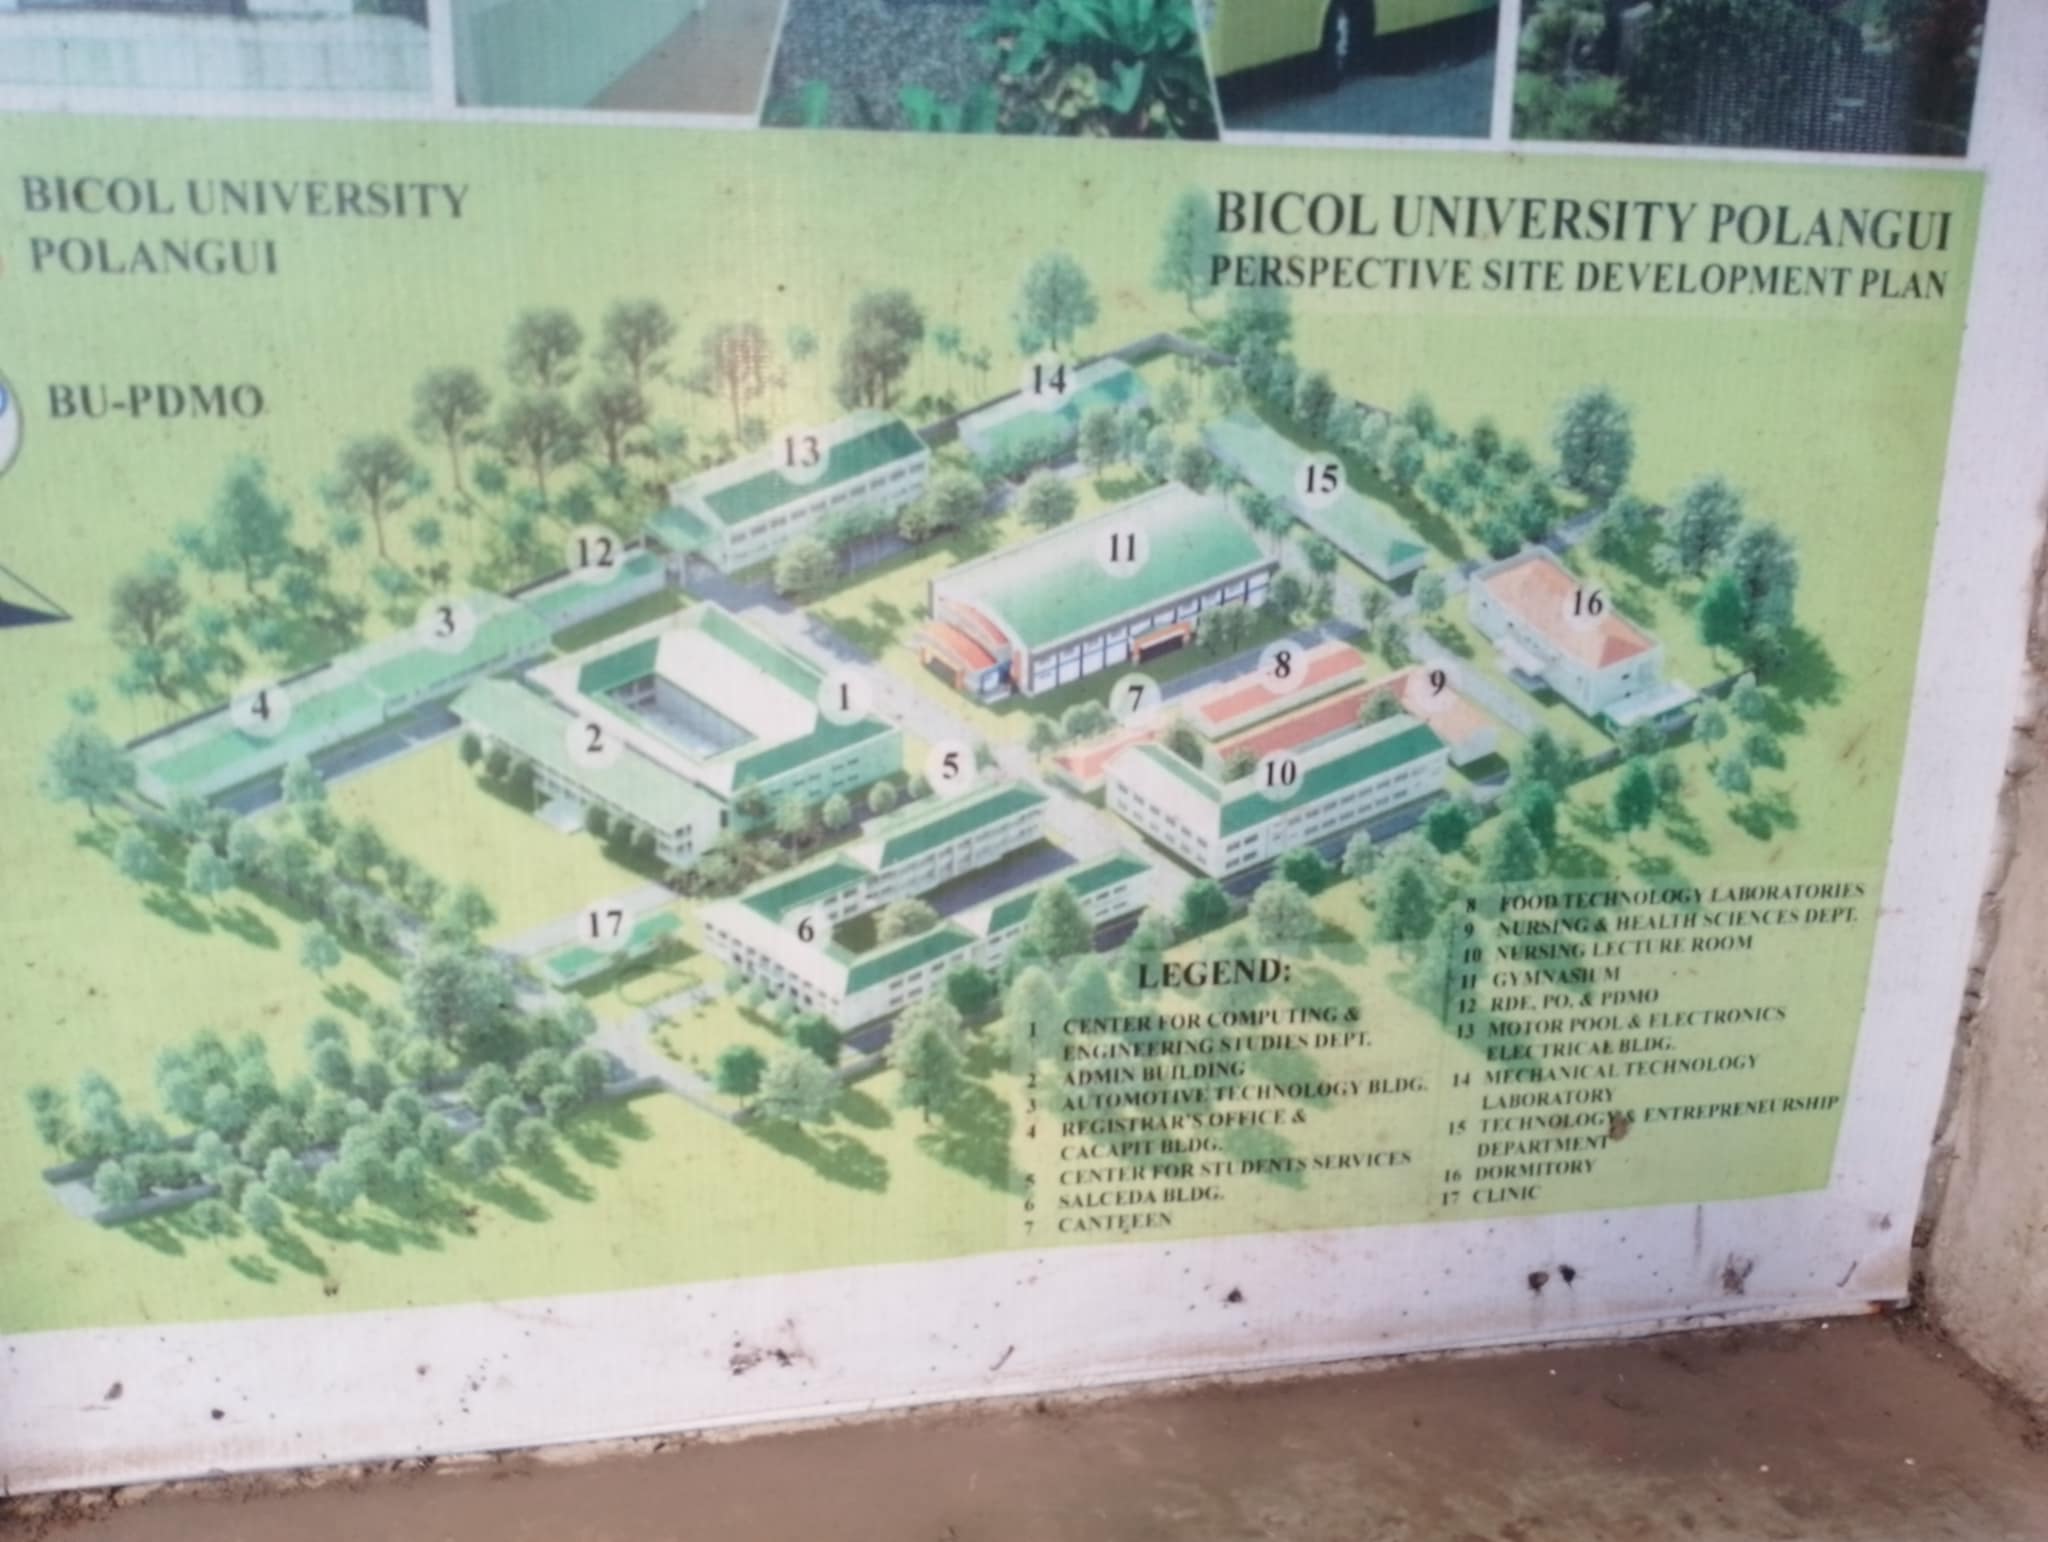 BICOL UNIVERSITY
POLANGUI
BU-PDMO
BICOL UNIVERSITY POLANGUI
PERSPECTIVE SITE DEVELOPMENT PLAN
14
13
15
11
12
16
3
8
9
1
7
4
2
5
10
17
6
LEGEND:
1 CENTER FOR COMPUTING &
ENGINEERING STUDIES DEPT.
2 ADMIN BUILDING
3 AUTOMOTIVE TECHNOLOGY BLDG.
4 REGISTRAR'S OFFICE &
CACAPIT BLDG.
5 CENTER FOR STUDENTS SERVICES
6 SALCEDA BLDG.
7 CANTEEEN
8 FOOD TECHNOLOGY LABORATORIES
9 NURSING & HEALTH SCIENCES DEPT.
10 NURSING LECTURE ROOM
11 GYMNASIUM
12 RDE, PO, & PDMO
13 MOTOR POOL & ELECTRONICS
ELECTRICAL BLDG.
14 MECHANICAL TECHNOLOGY
LABORATORY
15 TECHNOLOGY & ENTREPRENEURSHIP
DEPARTMENT
16 DORMITORY
17 CLINIC